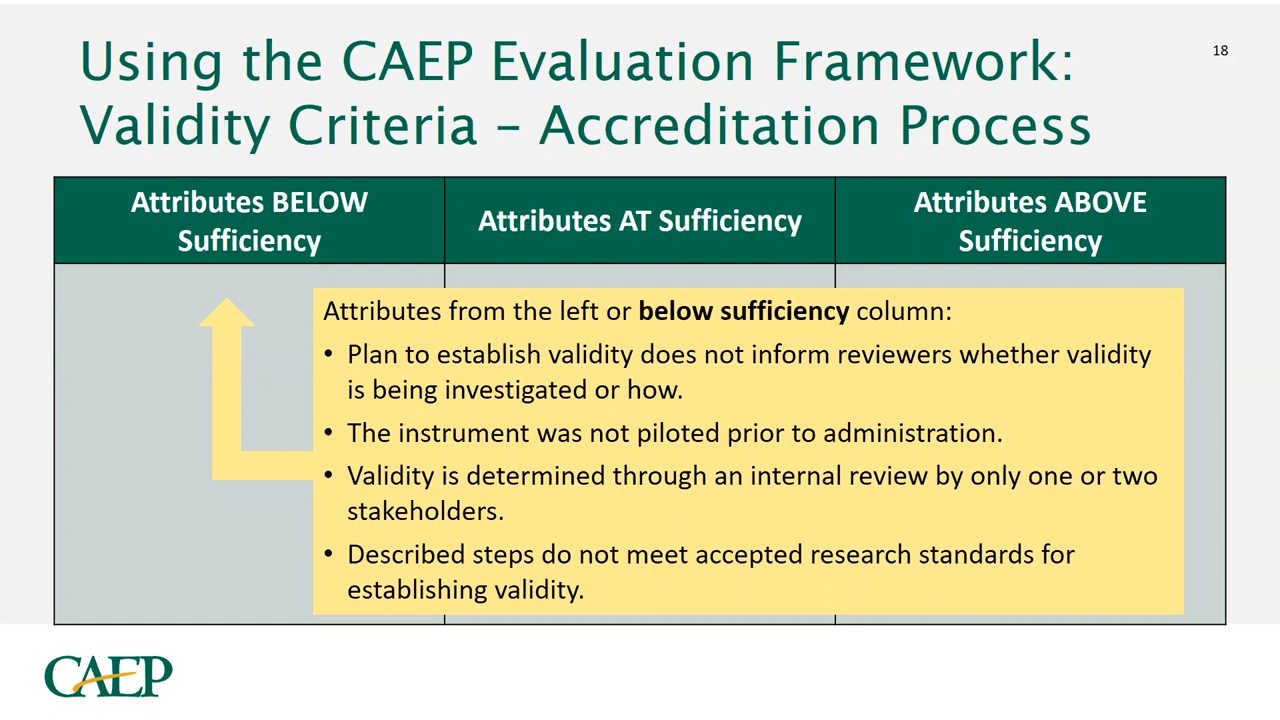 Using the CAEP Evaluation Framework:
18
Validity Criteria – Accreditation Process
Attributes BELOW
Sufficiency
Attributes AT Sufficiency
Attributes ABOVE
Sufficiency
Attributes from the left or below sufficiency column:
• Plan to establish validity does not inform reviewers whether validity
is being investigated or how.
• The instrument was not piloted prior to administration.
• Validity is determined through an internal review by only one or two
stakeholders.
• Described steps do not meet accepted research standards for
establishing validity.
CAEP